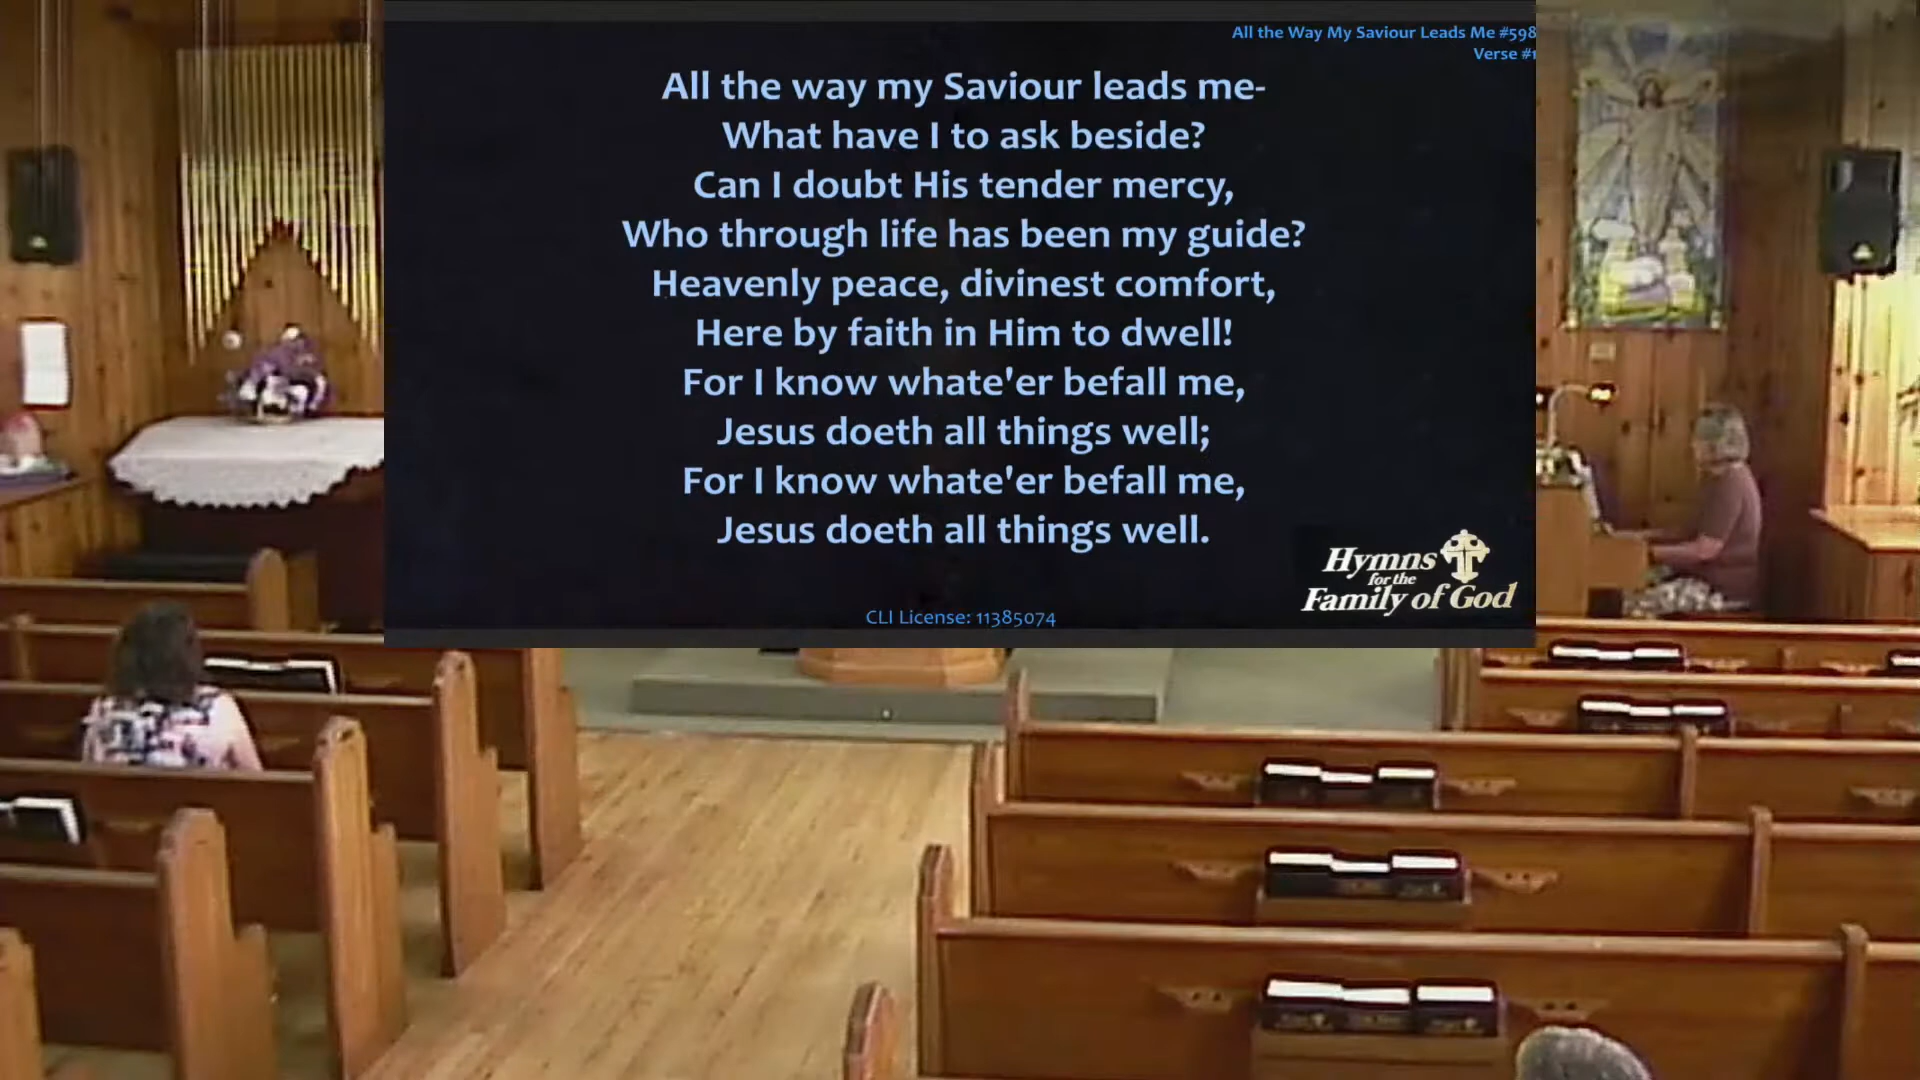 All the Way My Saviour Leads Me #598
Verse #1
All the way my Saviour leads me-
What have I to ask beside?
Can I doubt His tender mercy,
Who through life has been my guide?
Heavenly peace, divinest comfort,
Here by faith in Him to dwell!
For I know whate'er befall me,
Jesus doeth all things well;
For I know whate'er befall me,
Jesus doeth all things well.
Hymns
for the
Family of God
CLI License: 11385074